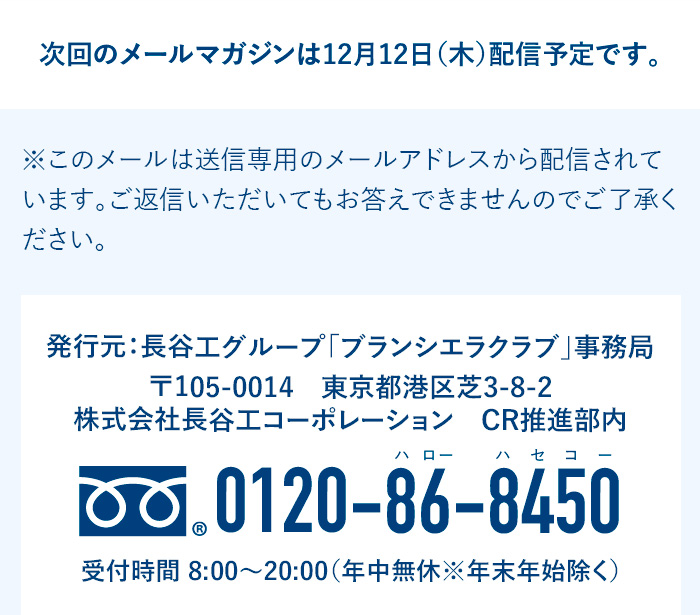 次回のメールマガジンは12月12日(木)配信予定です。
※このメールは送信専用のメールアドレスから配信されて
います。ご返信いただいてもお答えできませんのでご了承く
ださい。
発行元：長谷工グループ「ブランシエラクラブ」事務局
〒105-0014　東京都港区芝3-8-2
株式会社長谷工コーポレーション　CR推進部内
ハロー　ハセコー
® 0120-86-8450
受付時間 8:00〜20:00(年中無休※年末年始除く)